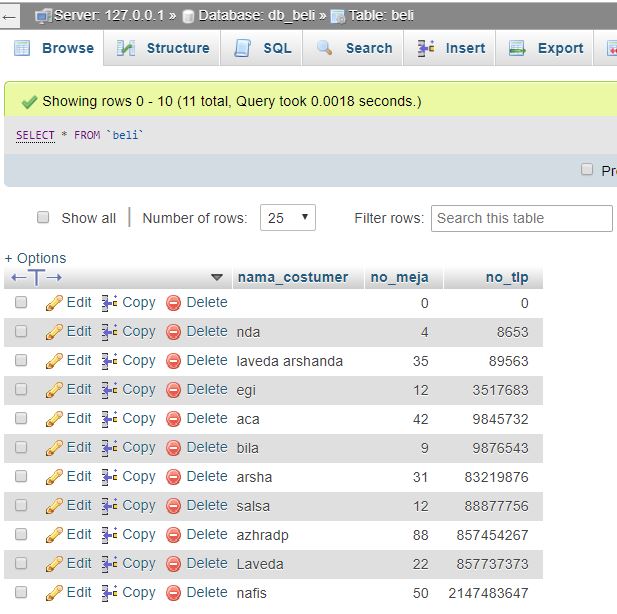 Server: 127.0.0.1 » Database: db_beli » Table: beli
Browse Structure SQL Search Insert Export
Showing rows 0 - 10 (11 total, Query took 0.0018 seconds.)
SELECT * FROM `beli`
Show all | Number of rows: 25 Filter rows: Search this table
+ Options
←T→ nama_costumer no_meja no_tlp
Edit Copy Delete 0 0
Edit Copy Delete nda 4 8653
Edit Copy Delete laveda arshanda 35 89563
Edit Copy Delete egi 12 3517683
Edit Copy Delete aca 42 9845732
Edit Copy Delete bila 9 9876543
Edit Copy Delete arsha 31 83219876
Edit Copy Delete salsa 12 88877756
Edit Copy Delete azhradp 88 857454267
Edit Copy Delete Laveda 22 857737373
Edit Copy Delete nafis 50 2147483647